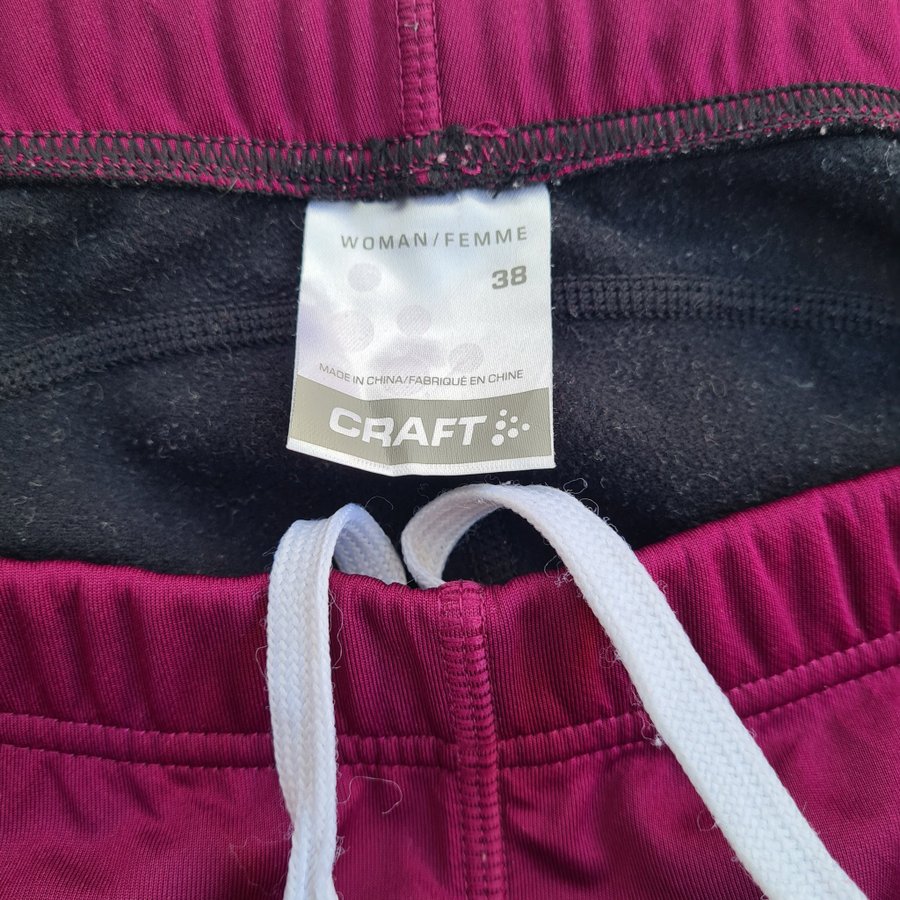 WOMAN/FEMME
38
MADE IN CHINA/FABRIQUÉ EN CHINE
CRAFT